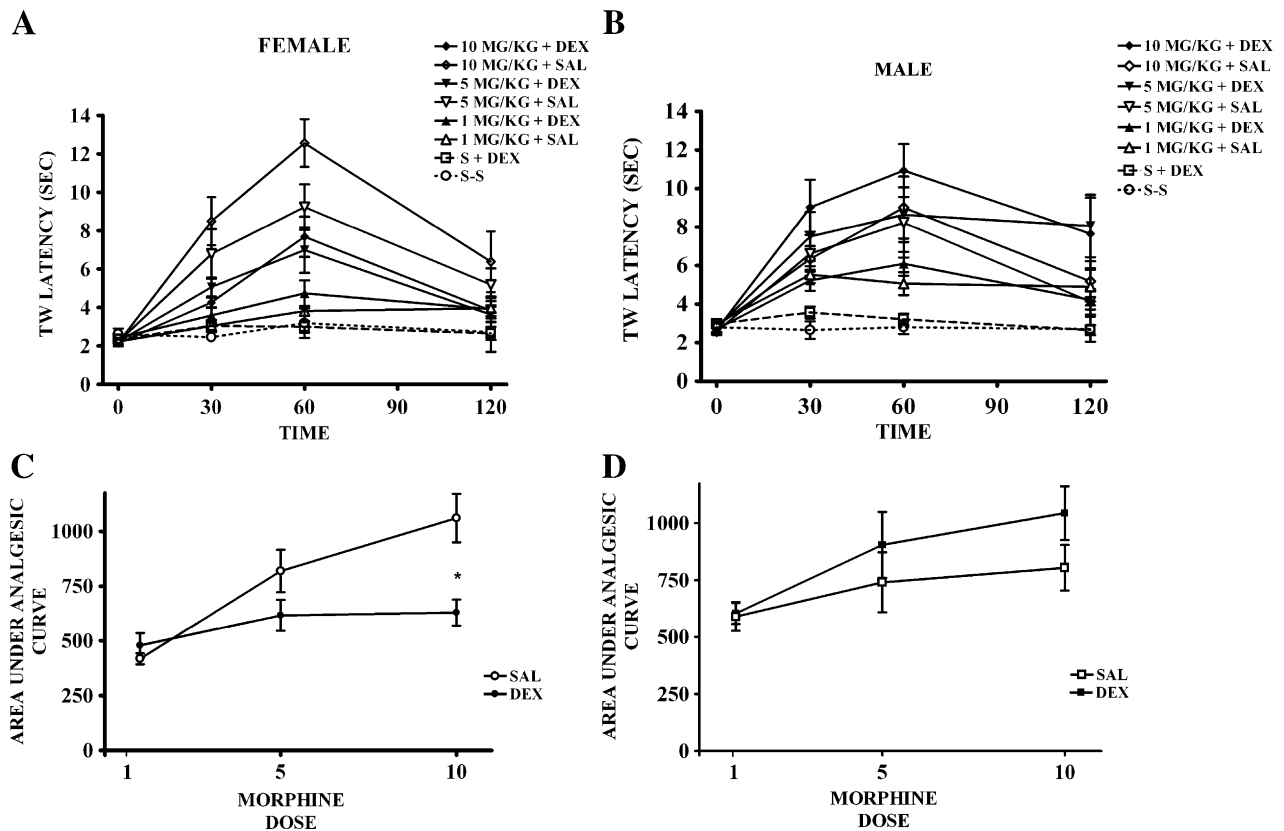 A
FEMALE
10 MG/KG + DEX
10 MG/KG + SAL
5 MG/KG + DEX
5 MG/KG + SAL
1 MG/KG + DEX
1 MG/KG + SAL
S + DEX
S-S
TW LATENCY (SEC)
14
12
10
8
6
4
2
0
0 30 60 90 120
TIME
B
MALE
10 MG/KG + DEX
10 MG/KG + SAL
5 MG/KG + DEX
5 MG/KG + SAL
1 MG/KG + DEX
1 MG/KG + SAL
S + DEX
S-S
TW LATENCY (SEC)
14
12
10
8
6
4
2
0
0 30 60 90 120
TIME
C
AREA UNDER ANALGESIC
CURVE
1000
750
500
250
0
*
SAL
DEX
1 5 10
MORPHINE
DOSE
D
AREA UNDER ANALGESIC
CURVE
1000
750
500
250
0
SAL
DEX
1 5 10
MORPHINE
DOSE